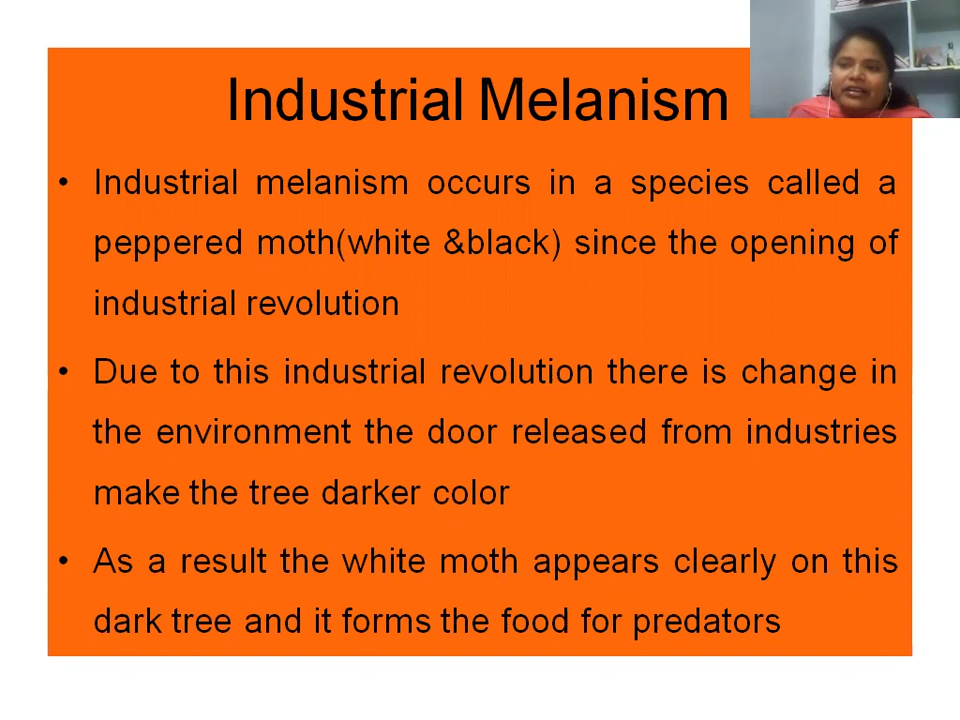 Industrial Melanism
• Industrial melanism occurs in a species called a
peppered moth(white &black) since the opening of
industrial revolution
• Due to this industrial revolution there is change in
the environment the door released from industries
make the tree darker color
• As a result the white moth appears clearly on this
dark tree and it forms the food for predators